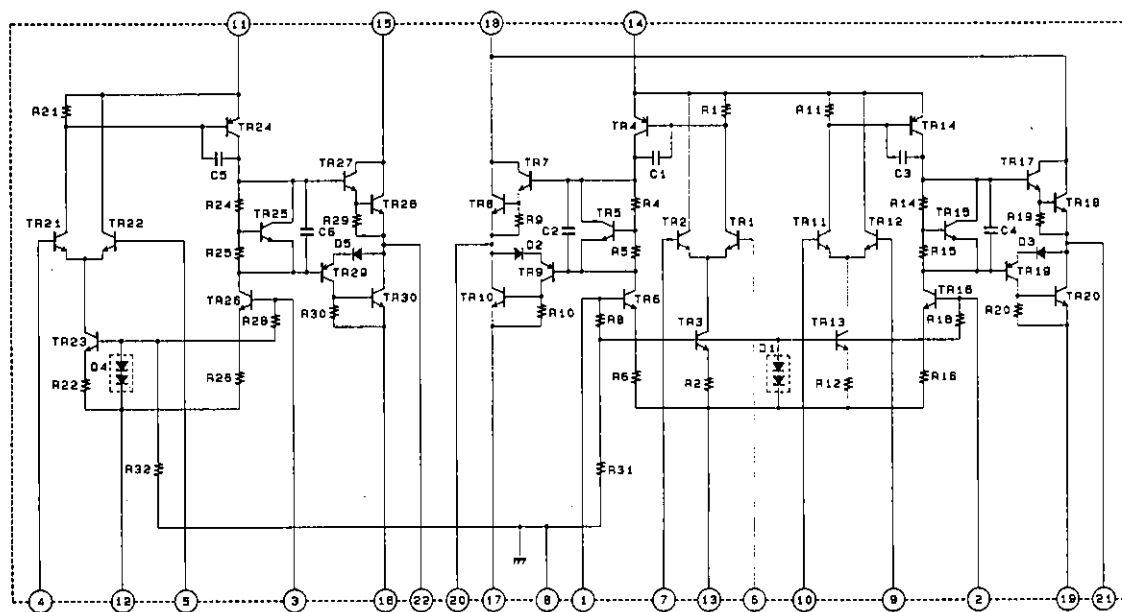 11 15 18 14
R21 R1 R11
TR24 TR4 TR14
C5 TR27 TR7 C1 C3 TR17
R24 TR25 R29 TR28 TR8 R9 C2 TR5 R4 R14 TR15 R19 TR18
TR21 TR22 C6 TR2 TR1 TR11 TR12 C4
R25 D5 D2 R5 R15 D3
TR29 TR9 TR19
TR26 TR30 TR10 TR6 TR16 TR20
R28 R30 R10 R8 R18 R20
TR23 D4 TR3 D1 TR13
R22 R26 R6 R2 R12 R16
R32 R31
4 12 5 3 16 22 20 17 8 1 7 13 6 10 9 2 19 21